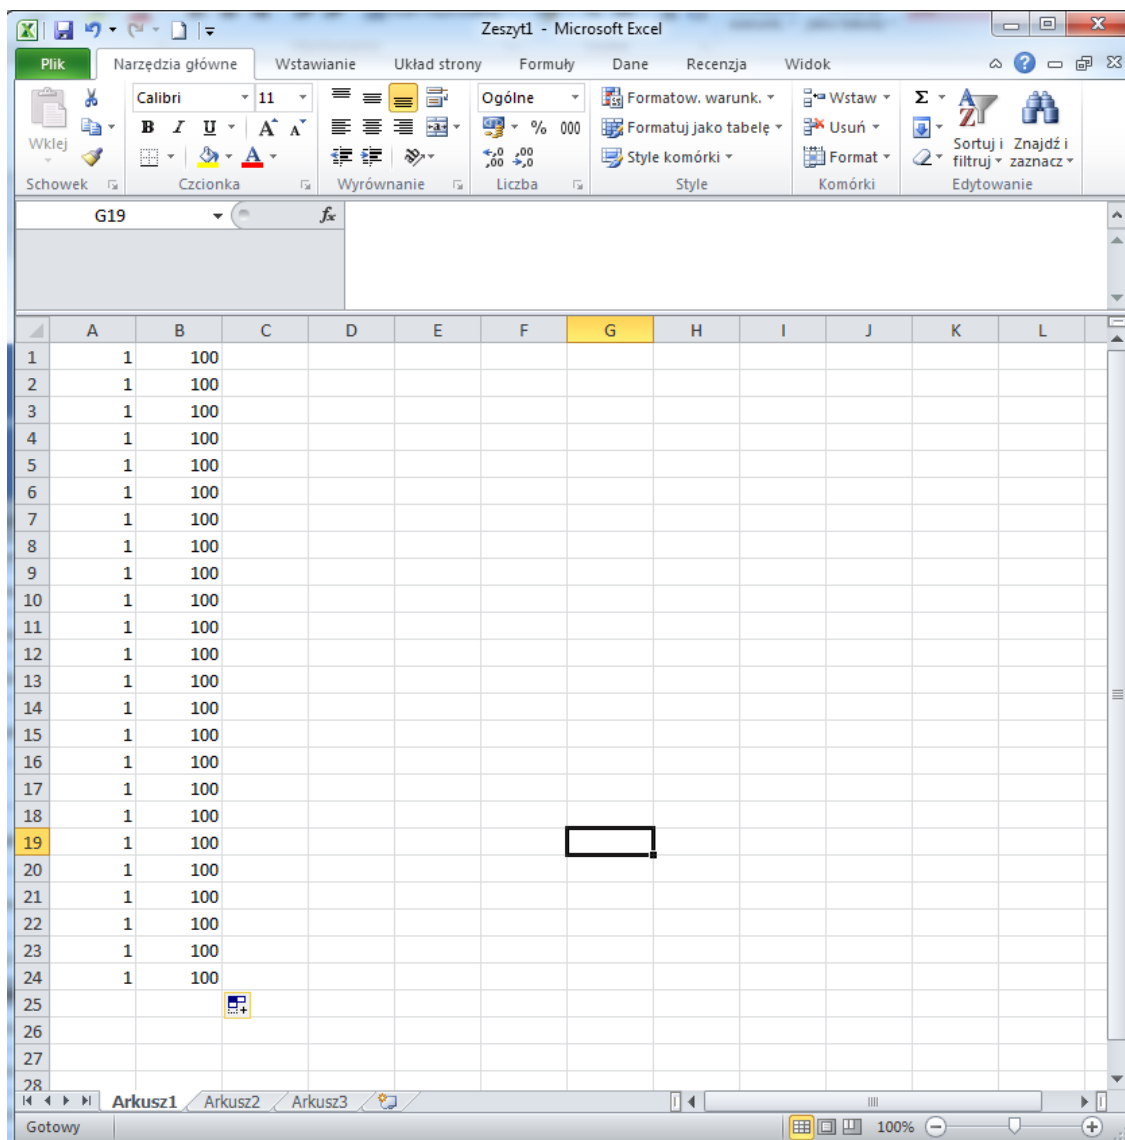 Zeszyt1 - Microsoft Excel
Plik Narzędzia główne Wstawianie Układ strony Formuły Dane Recenzja Widok
Calibri 11 Ogólne Formatow. warunk. Wstaw Σ
Wklej B I U A A % 000 Formatuj jako tabelę Usuń Sortuj i filtruj Znajdź i zaznacz
A ,00 ,0 Style komórki Format
Schowek Czcionka Wyrównanie Liczba Style Komórki Edytowanie
G19 fx
A B C D E F G H I J K L
1 1 100
2 1 100
3 1 100
4 1 100
5 1 100
6 1 100
7 1 100
8 1 100
9 1 100
10 1 100
11 1 100
12 1 100
13 1 100
14 1 100
15 1 100
16 1 100
17 1 100
18 1 100
19 1 100
20 1 100
21 1 100
22 1 100
23 1 100
24 1 100
25
26
27
28
Arkusz1 Arkusz2 Arkusz3
Gotowy 100%